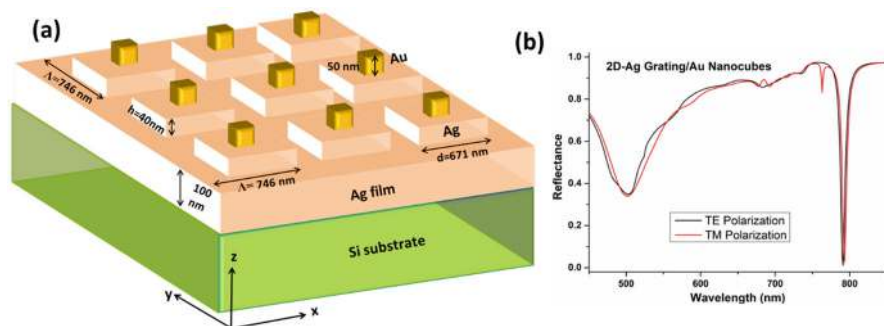 (a)
50 nm
Au
Λ=746 nm
h=40nm
Ag
d=671 nm
Λ= 746 nm
100
nm
Ag film
Si substrate
z
y
x
(b)
2D-Ag Grating/Au Nanocubes
1.0
0.8
0.6
0.4
0.2
0.0
Reflectance
TE Polarization
TM Polarization
500
600
700
800
Wavelength (nm)